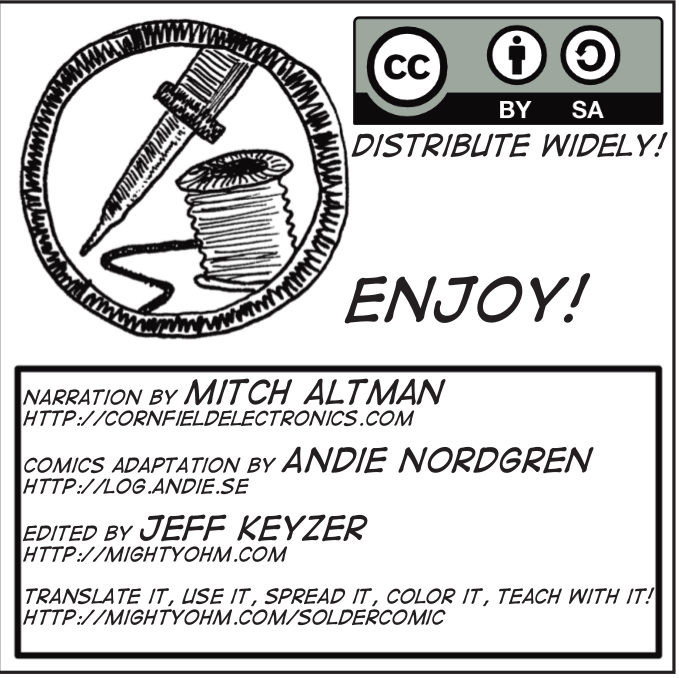 CC
BY SA
DISTRIBUTE WIDELY!
ENJOY!
NARRATION BY MITCH ALTMAN
HTTP://CORNFIELDELECTRONICS.COM
COMICS ADAPTATION BY ANDIE NORDGREN
HTTP://LOG.ANDIE.SE
EDITED BY JEFF KEYZER
HTTP://MIGHTYOHM.COM
TRANSLATE IT, USE IT, SPREAD IT, COLOR IT, TEACH WITH IT!
HTTP://MIGHTYOHM.COM/SOLDERCOMIC